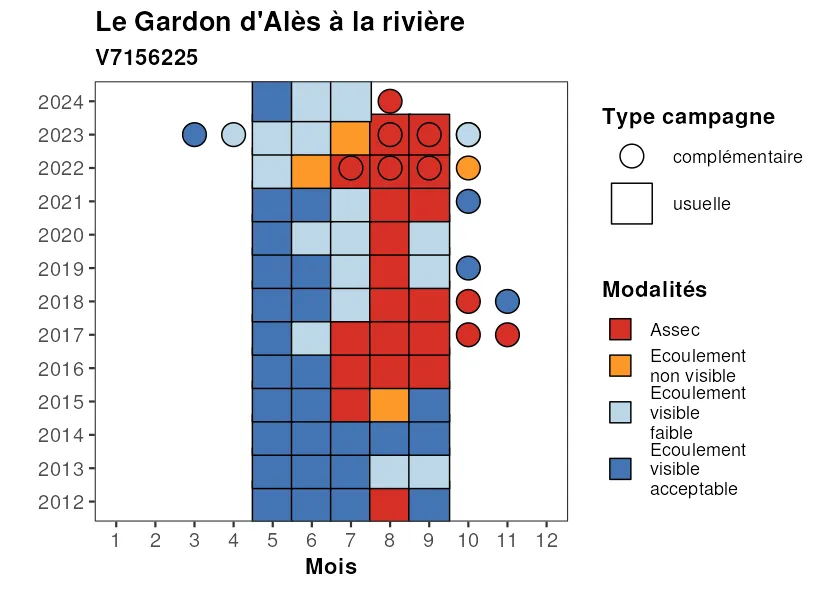 Le Gardon d'Alès à la rivière
V7156225
2024
2023
2022
2021
2020
2019
2018
2017
2016
2015
2014
2013
2012
1 2 3 4 5 6 7 8 9 10 11 12
Mois
Type campagne
complémentaire
usuelle
Modalités
Assec
Ecoulement
non visible
Ecoulement
visible
faible
Ecoulement
visible
acceptable